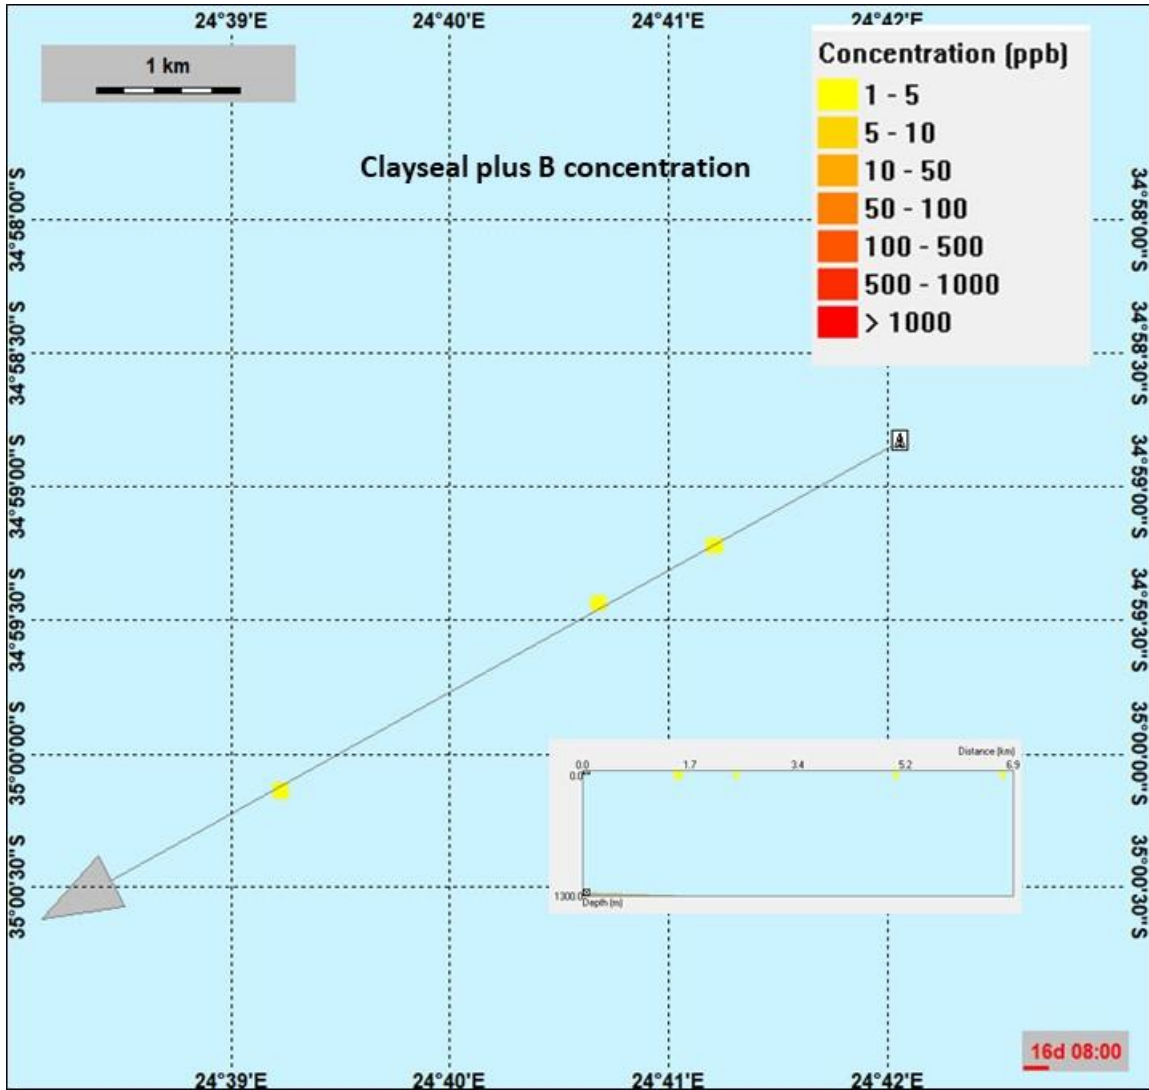 24°39'E 24°40'E 24°41'E 24°42'E
Concentration (ppb)
1 - 5
5 - 10
10 - 50
50 - 100
100 - 500
500 - 1000
> 1000
1 km
Clayseal plus B concentration
34°58'00"S 34°58'00"S
34°58'30"S 34°58'30"S
34°59'00"S 34°59'00"S
34°59'30"S 34°59'30"S
35°00'00"S 35°00'00"S
35°00'30"S 35°00'30"S
Distance (km)
0.0 1.7 3.4 5.2 6.9
0.0
1300.0
Depth (m)
16d 08:00
24°39'E 24°40'E 24°41'E 24°42'E